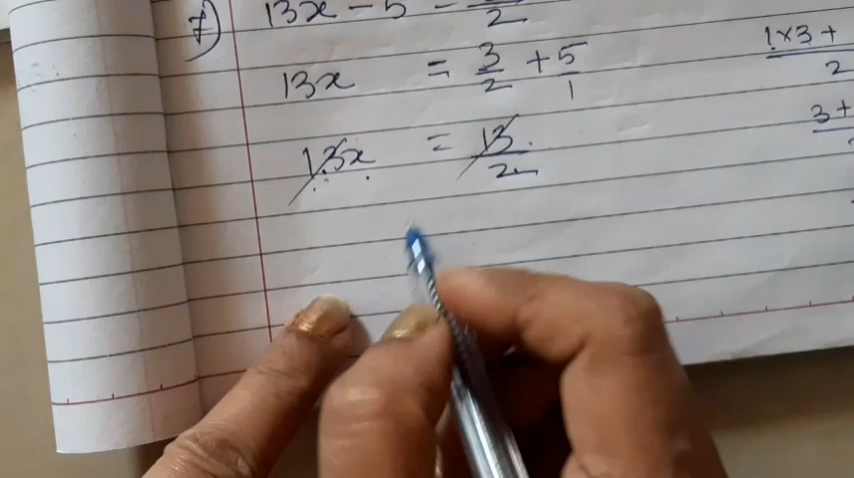 7) 13x - 5 = 3/2
13x = 3/2 + 5/1
13x = 13/2
1×3+
2
3+